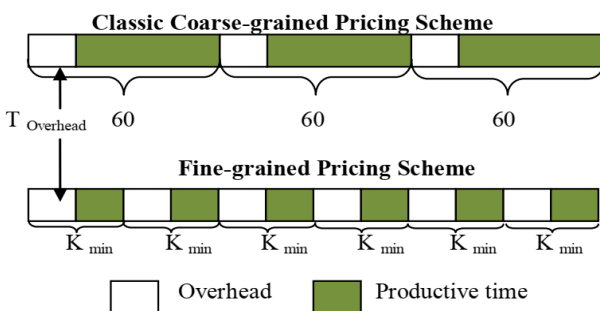 Classic Coarse-grained Pricing Scheme
T Overhead 60 60 60
Fine-grained Pricing Scheme
K min K min K min K min K min K min
Overhead Productive time